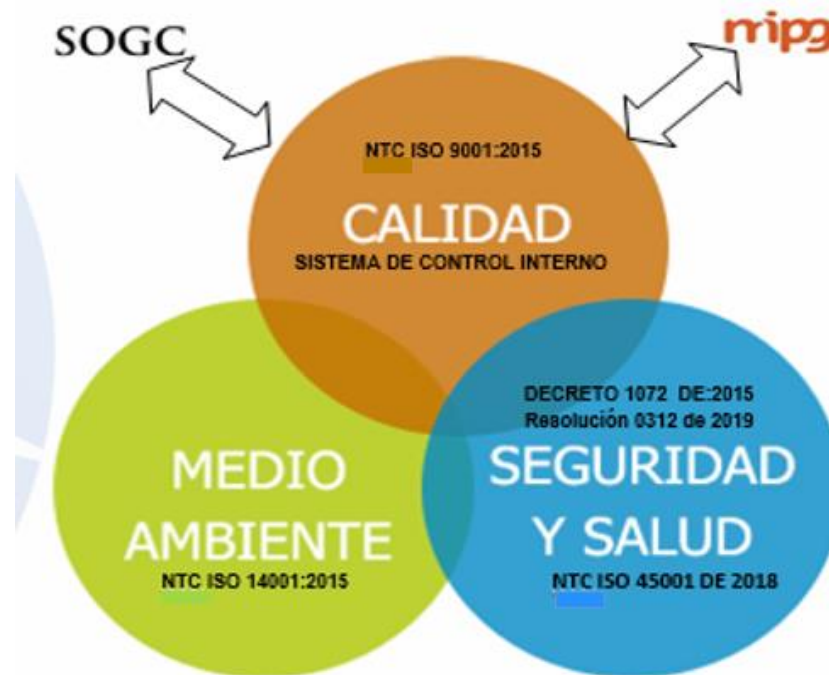 SOGC
mipg
NTC ISO 9001:2015
CALIDAD
SISTEMA DE CONTROL INTERNO
DECRETO 1072 DE:2015
Resolución 0312 de 2019
MEDIO
AMBIENTE
NTC ISO 14001:2015
SEGURIDAD
Y SALUD
NTC ISO 45001 DE 2018